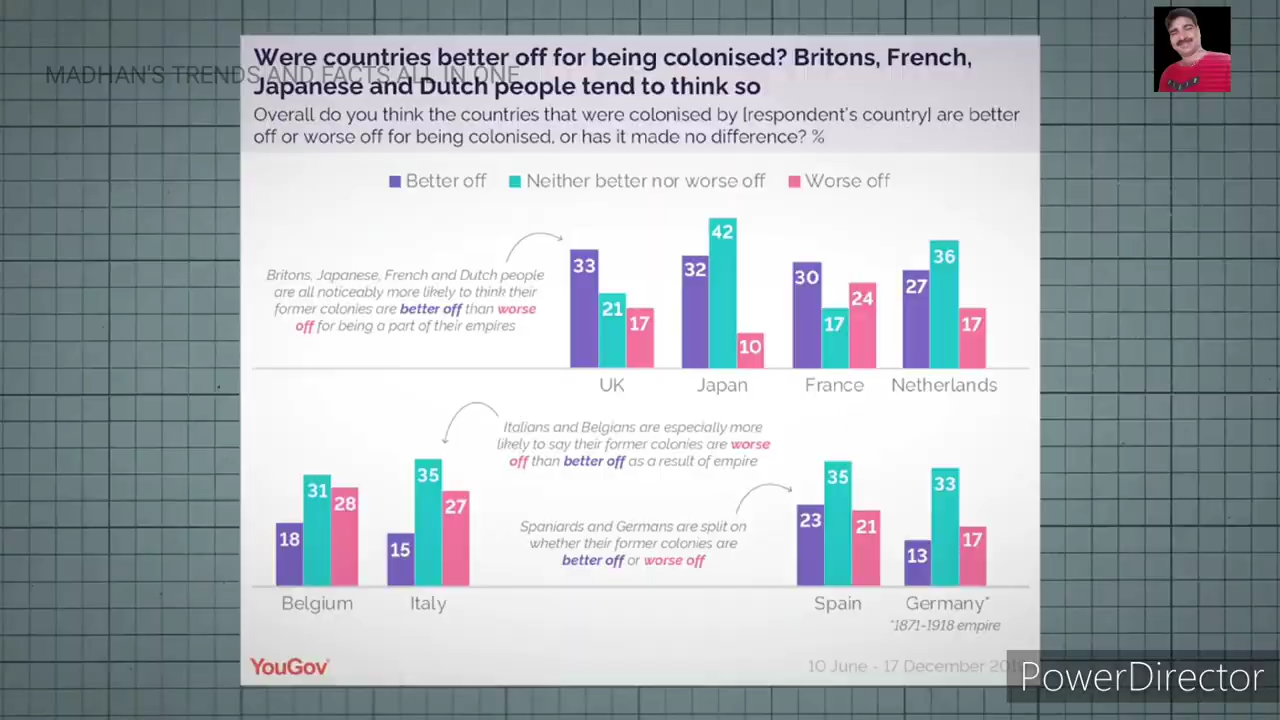 MADHAN'S TRENDS AND FACTS ALL IN ONE
Were countries better off for being colonised? Britons, French,
Japanese and Dutch people tend to think so
Overall do you think the countries that were colonised by [respondent's country] are better
off or worse off for being colonised, or has it made no difference? %
Better off Neither better nor worse off Worse off
Britons, Japanese, French and Dutch people
are all noticeably more likely to think their
former colonies are better off than worse
off for being a part of their empires
33 21 17
32 42 10
30 17 24
27 36 17
UK Japan France Netherlands
Italians and Belgians are especially more
likely to say their former colonies are worse
off than better off as a result of empire
18 31 28
15 35 27
Spaniards and Germans are split on
whether their former colonies are
better off or worse off
23 35 21
13 33 17
Belgium Italy Spain Germany*
*1871-1918 empire
YouGov
10 June - 17 December
PowerDirector